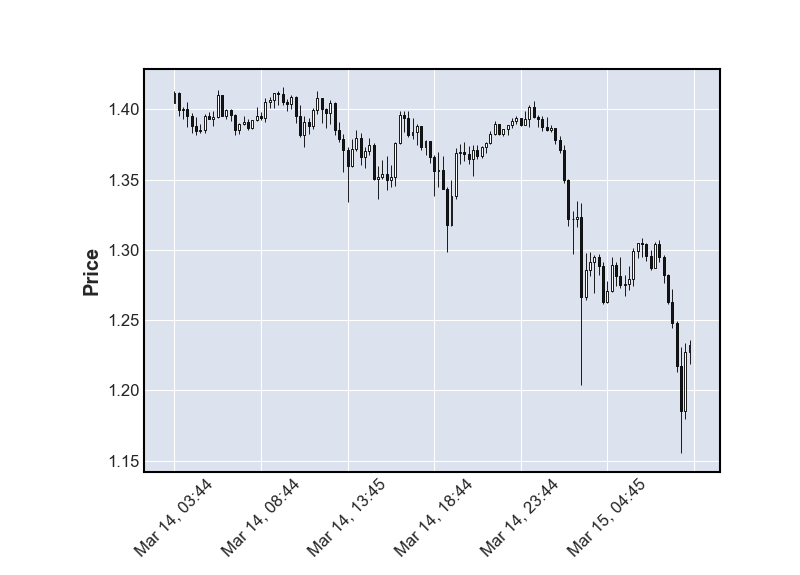 1.40
1.35
1.30
1.25
1.20
1.15
Price
Mar 14, 03:44
Mar 14, 08:44
Mar 14, 13:45
Mar 14, 18:44
Mar 14, 23:44
Mar 15, 04:45